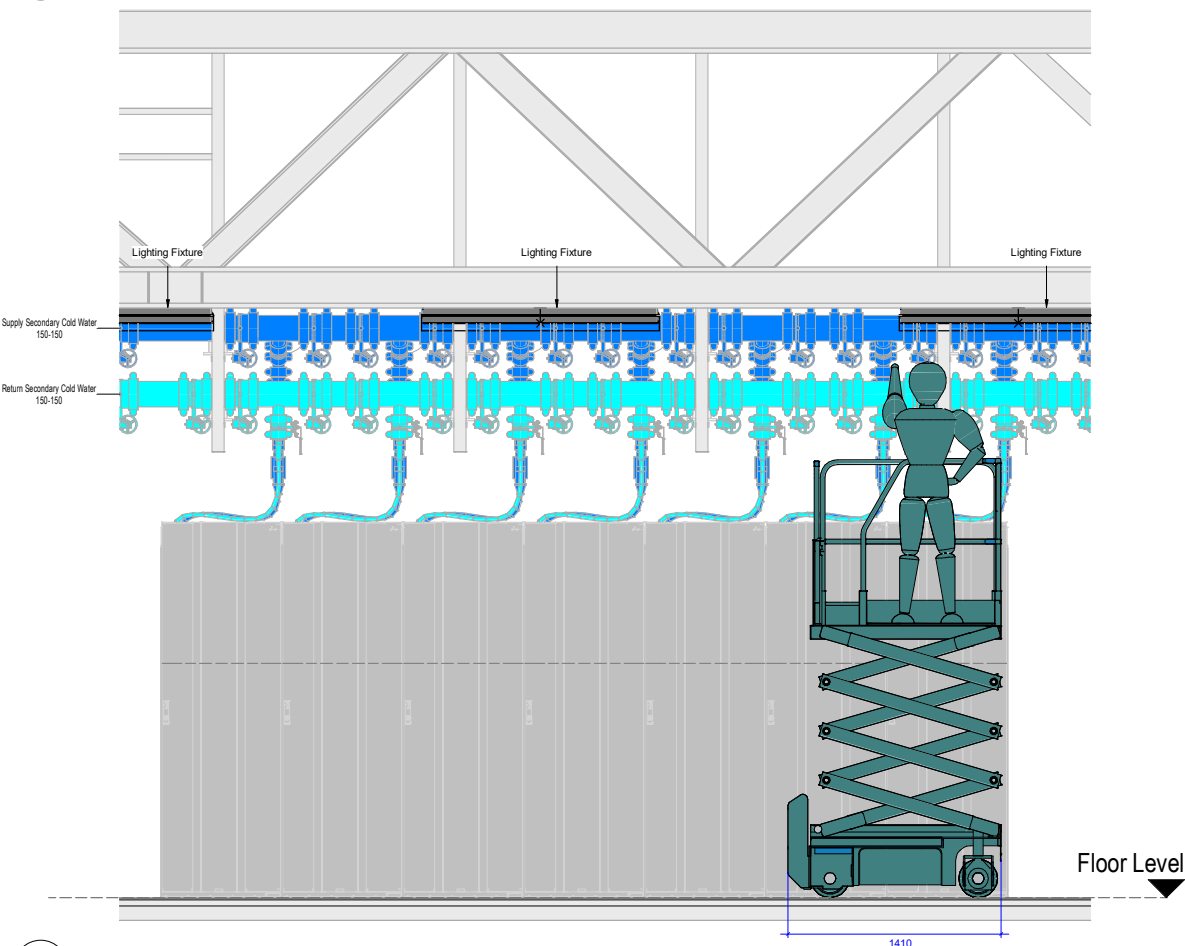 Lighting Fixture
Lighting Fixture
Lighting Fixture
Supply Secondary Cold Water
150-150
Return Secondary Cold Water
150-150
Floor Level
1410